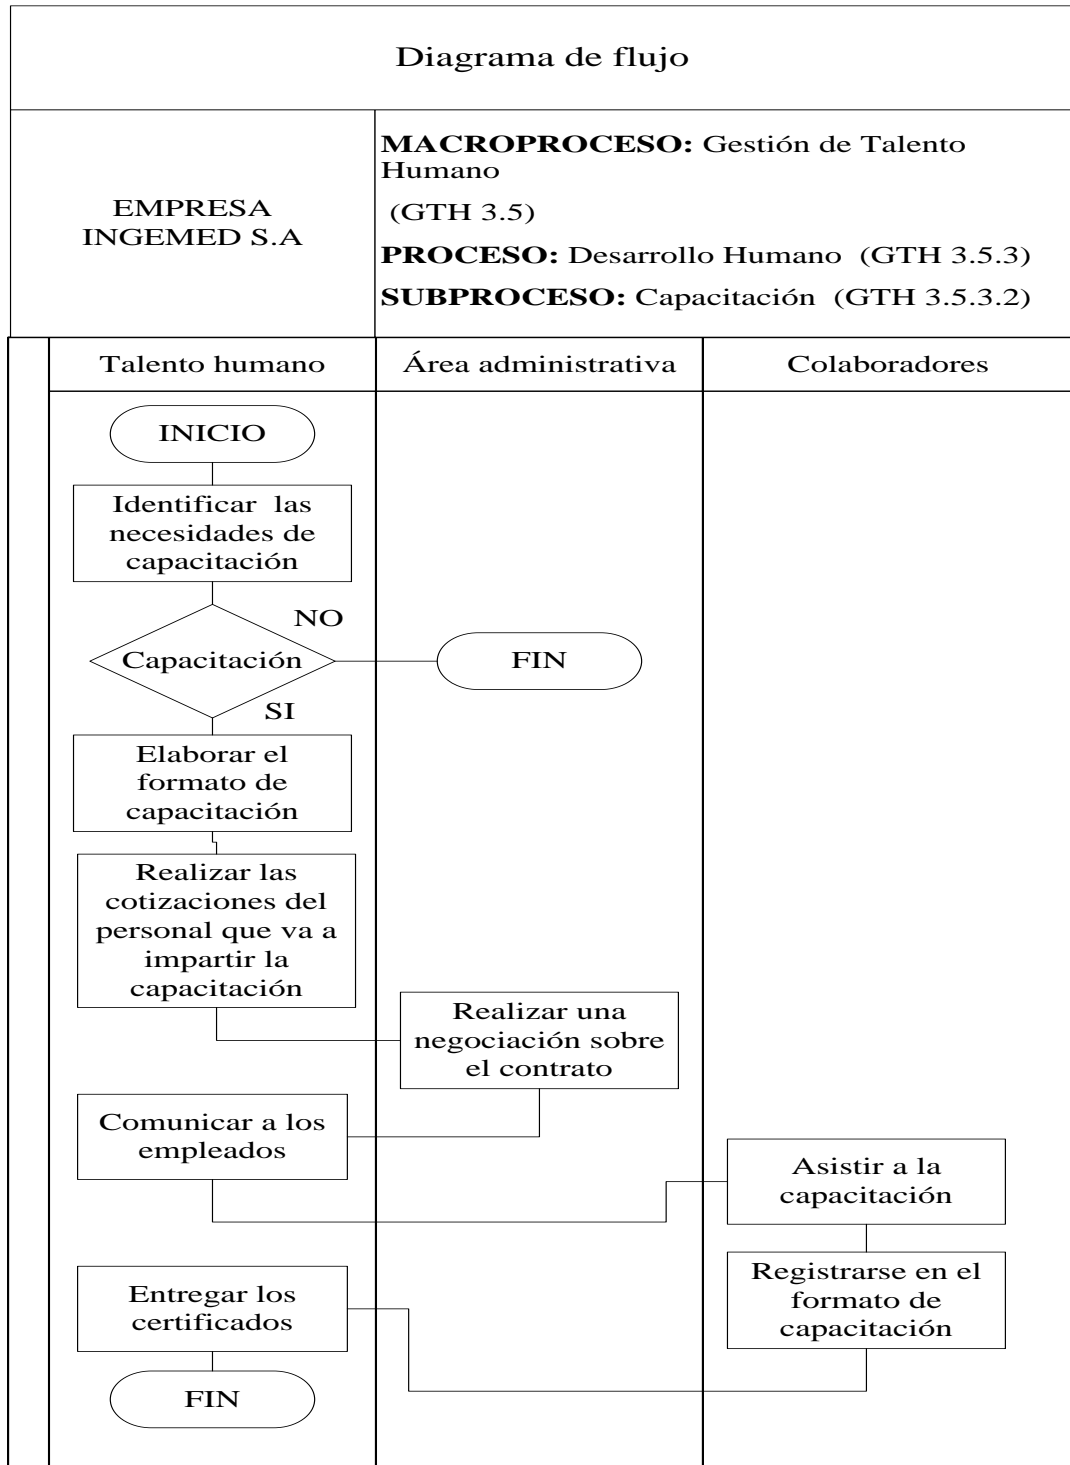 Diagrama de flujo
EMPRESA
INGEMED S.A
MACROPROCESO: Gestión de Talento
Humano
(GTH 3.5)
PROCESO: Desarrollo Humano (GTH 3.5.3)
SUBPROCESO: Capacitación (GTH 3.5.3.2)
Talento humano
Área administrativa
Colaboradores
INICIO
Identificar las
necesidades de
capacitación
NO
Capacitación
FIN
SI
Elaborar el
formato de
capacitación
Realizar las
cotizaciones del
personal que va a
impartir la
capacitación
Realizar una
negociación sobre
el contrato
Comunicar a los
empleados
Asistir a la
capacitación
Registrarse en el
formato de
capacitación
Entregar los
certificados
FIN